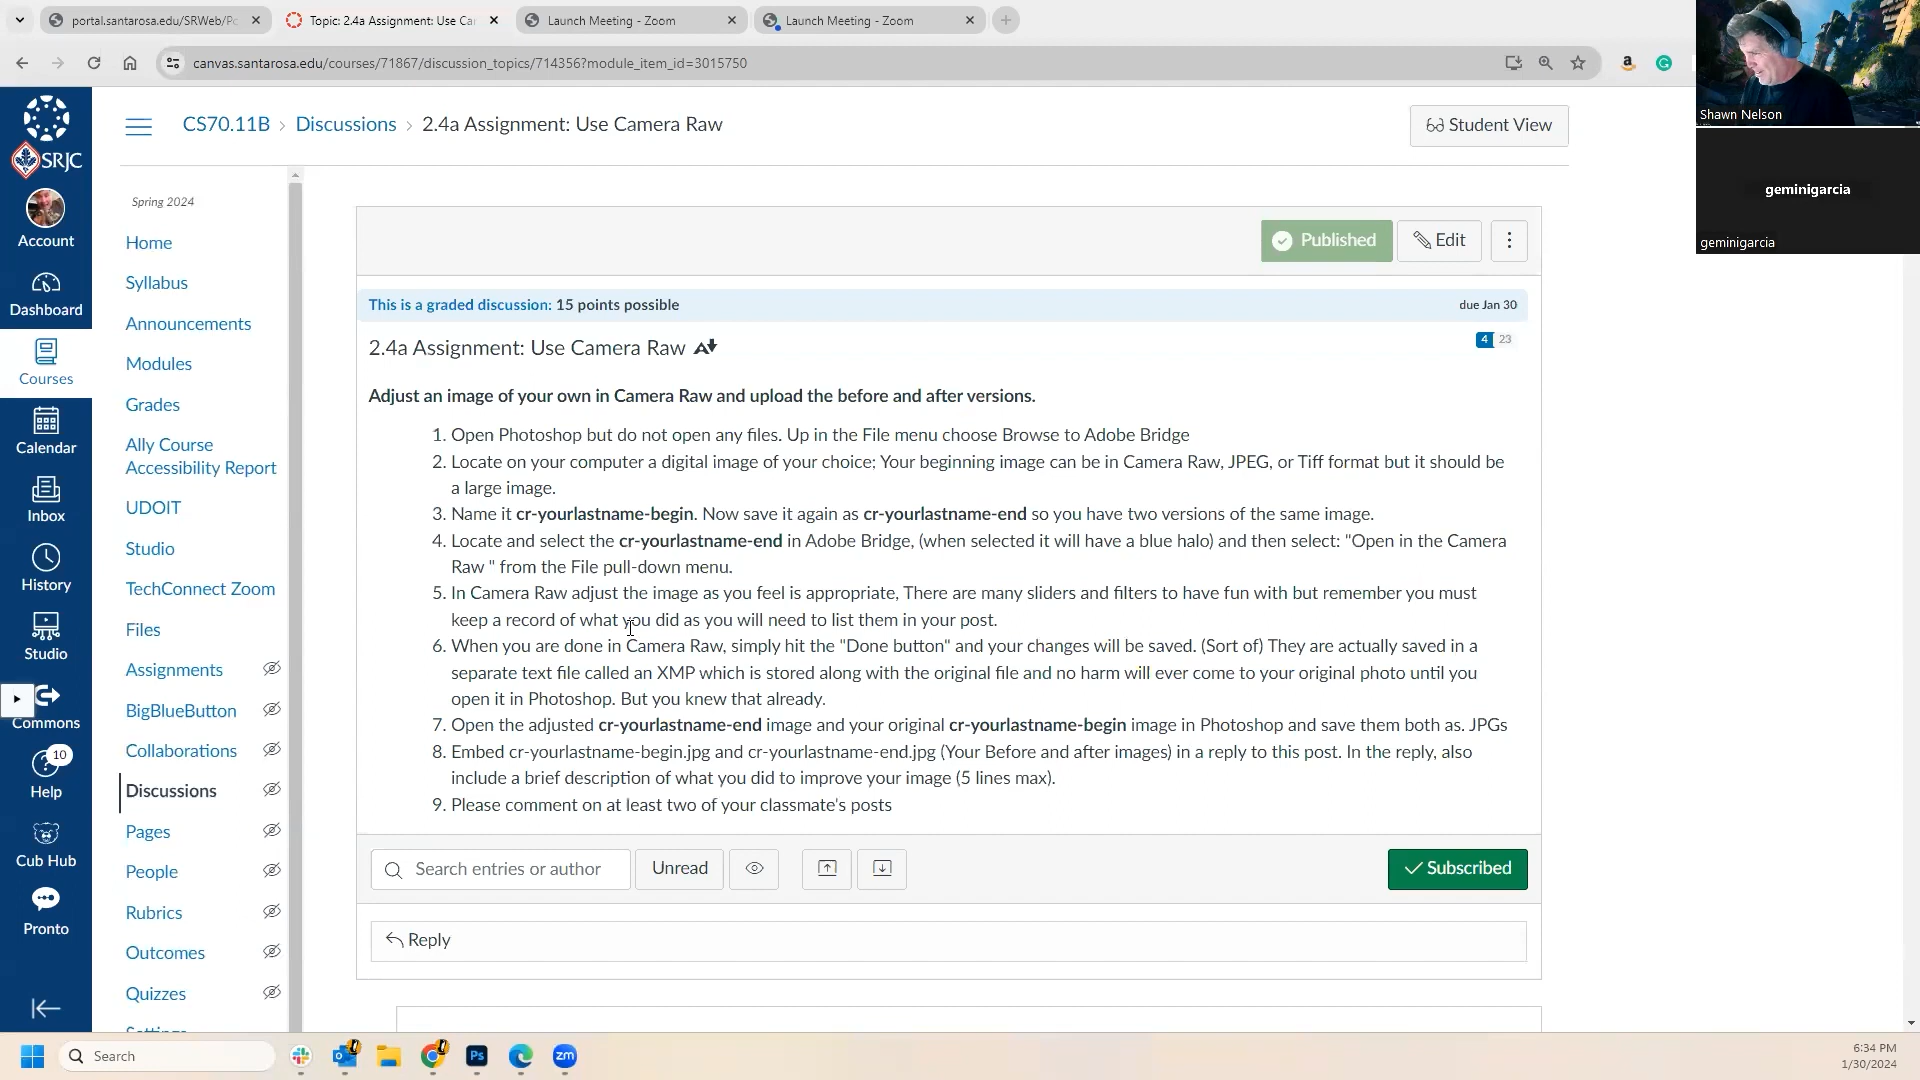 portal.santarosa.edu/SRWeb/Po
Topic: 2.4a Assignment: Use Car
Launch Meeting - Zoom
Launch Meeting - Zoom
canvas.santarosa.edu/courses/71867/discussion_topics/714356?module_item_id=3015750
Shawn Nelson
geminigarcia
geminigarcia
SRJC
Account
Dashboard
Courses
Calendar
Inbox
History
Studio
Commons
10
Help
Cub Hub
Pronto
CS70.11B › Discussions › 2.4a Assignment: Use Camera Raw
Student View
Spring 2024
Home
Syllabus
Announcements
Modules
Grades
Ally Course
Accessibility Report
UDOIT
Studio
TechConnect Zoom
Files
Assignments
BigBlueButton
Collaborations
Discussions
Pages
People
Rubrics
Outcomes
Quizzes
Settings
Published
Edit
This is a graded discussion: 15 points possible
due Jan 30
2.4a Assignment: Use Camera Raw
4 23
Adjust an image of your own in Camera Raw and upload the before and after versions.
1. Open Photoshop but do not open any files. Up in the File menu choose Browse to Adobe Bridge
2. Locate on your computer a digital image of your choice; Your beginning image can be in Camera Raw, JPEG, or Tiff format but it should be
a large image.
3. Name it cr-yourlastname-begin. Now save it again as cr-yourlastname-end so you have two versions of the same image.
4. Locate and select the cr-yourlastname-end in Adobe Bridge, (when selected it will have a blue halo) and then select: "Open in the Camera
Raw " from the File pull-down menu.
5. In Camera Raw adjust the image as you feel is appropriate, There are many sliders and filters to have fun with but remember you must
keep a record of what you did as you will need to list them in your post.
6. When you are done in Camera Raw, simply hit the "Done button" and your changes will be saved. (Sort of) They are actually saved in a
separate text file called an XMP which is stored along with the original file and no harm will ever come to your original photo until you
open it in Photoshop. But you knew that already.
7. Open the adjusted cr-yourlastname-end image and your original cr-yourlastname-begin image in Photoshop and save them both as. JPGs
8. Embed cr-yourlastname-begin.jpg and cr-yourlastname-end.jpg (Your Before and after images) in a reply to this post. In the reply, also
include a brief description of what you did to improve your image (5 lines max).
9. Please comment on at least two of your classmate's posts
Search entries or author
Unread
Subscribed
Reply
Search
Ps
zm
6:34 PM
1/30/2024